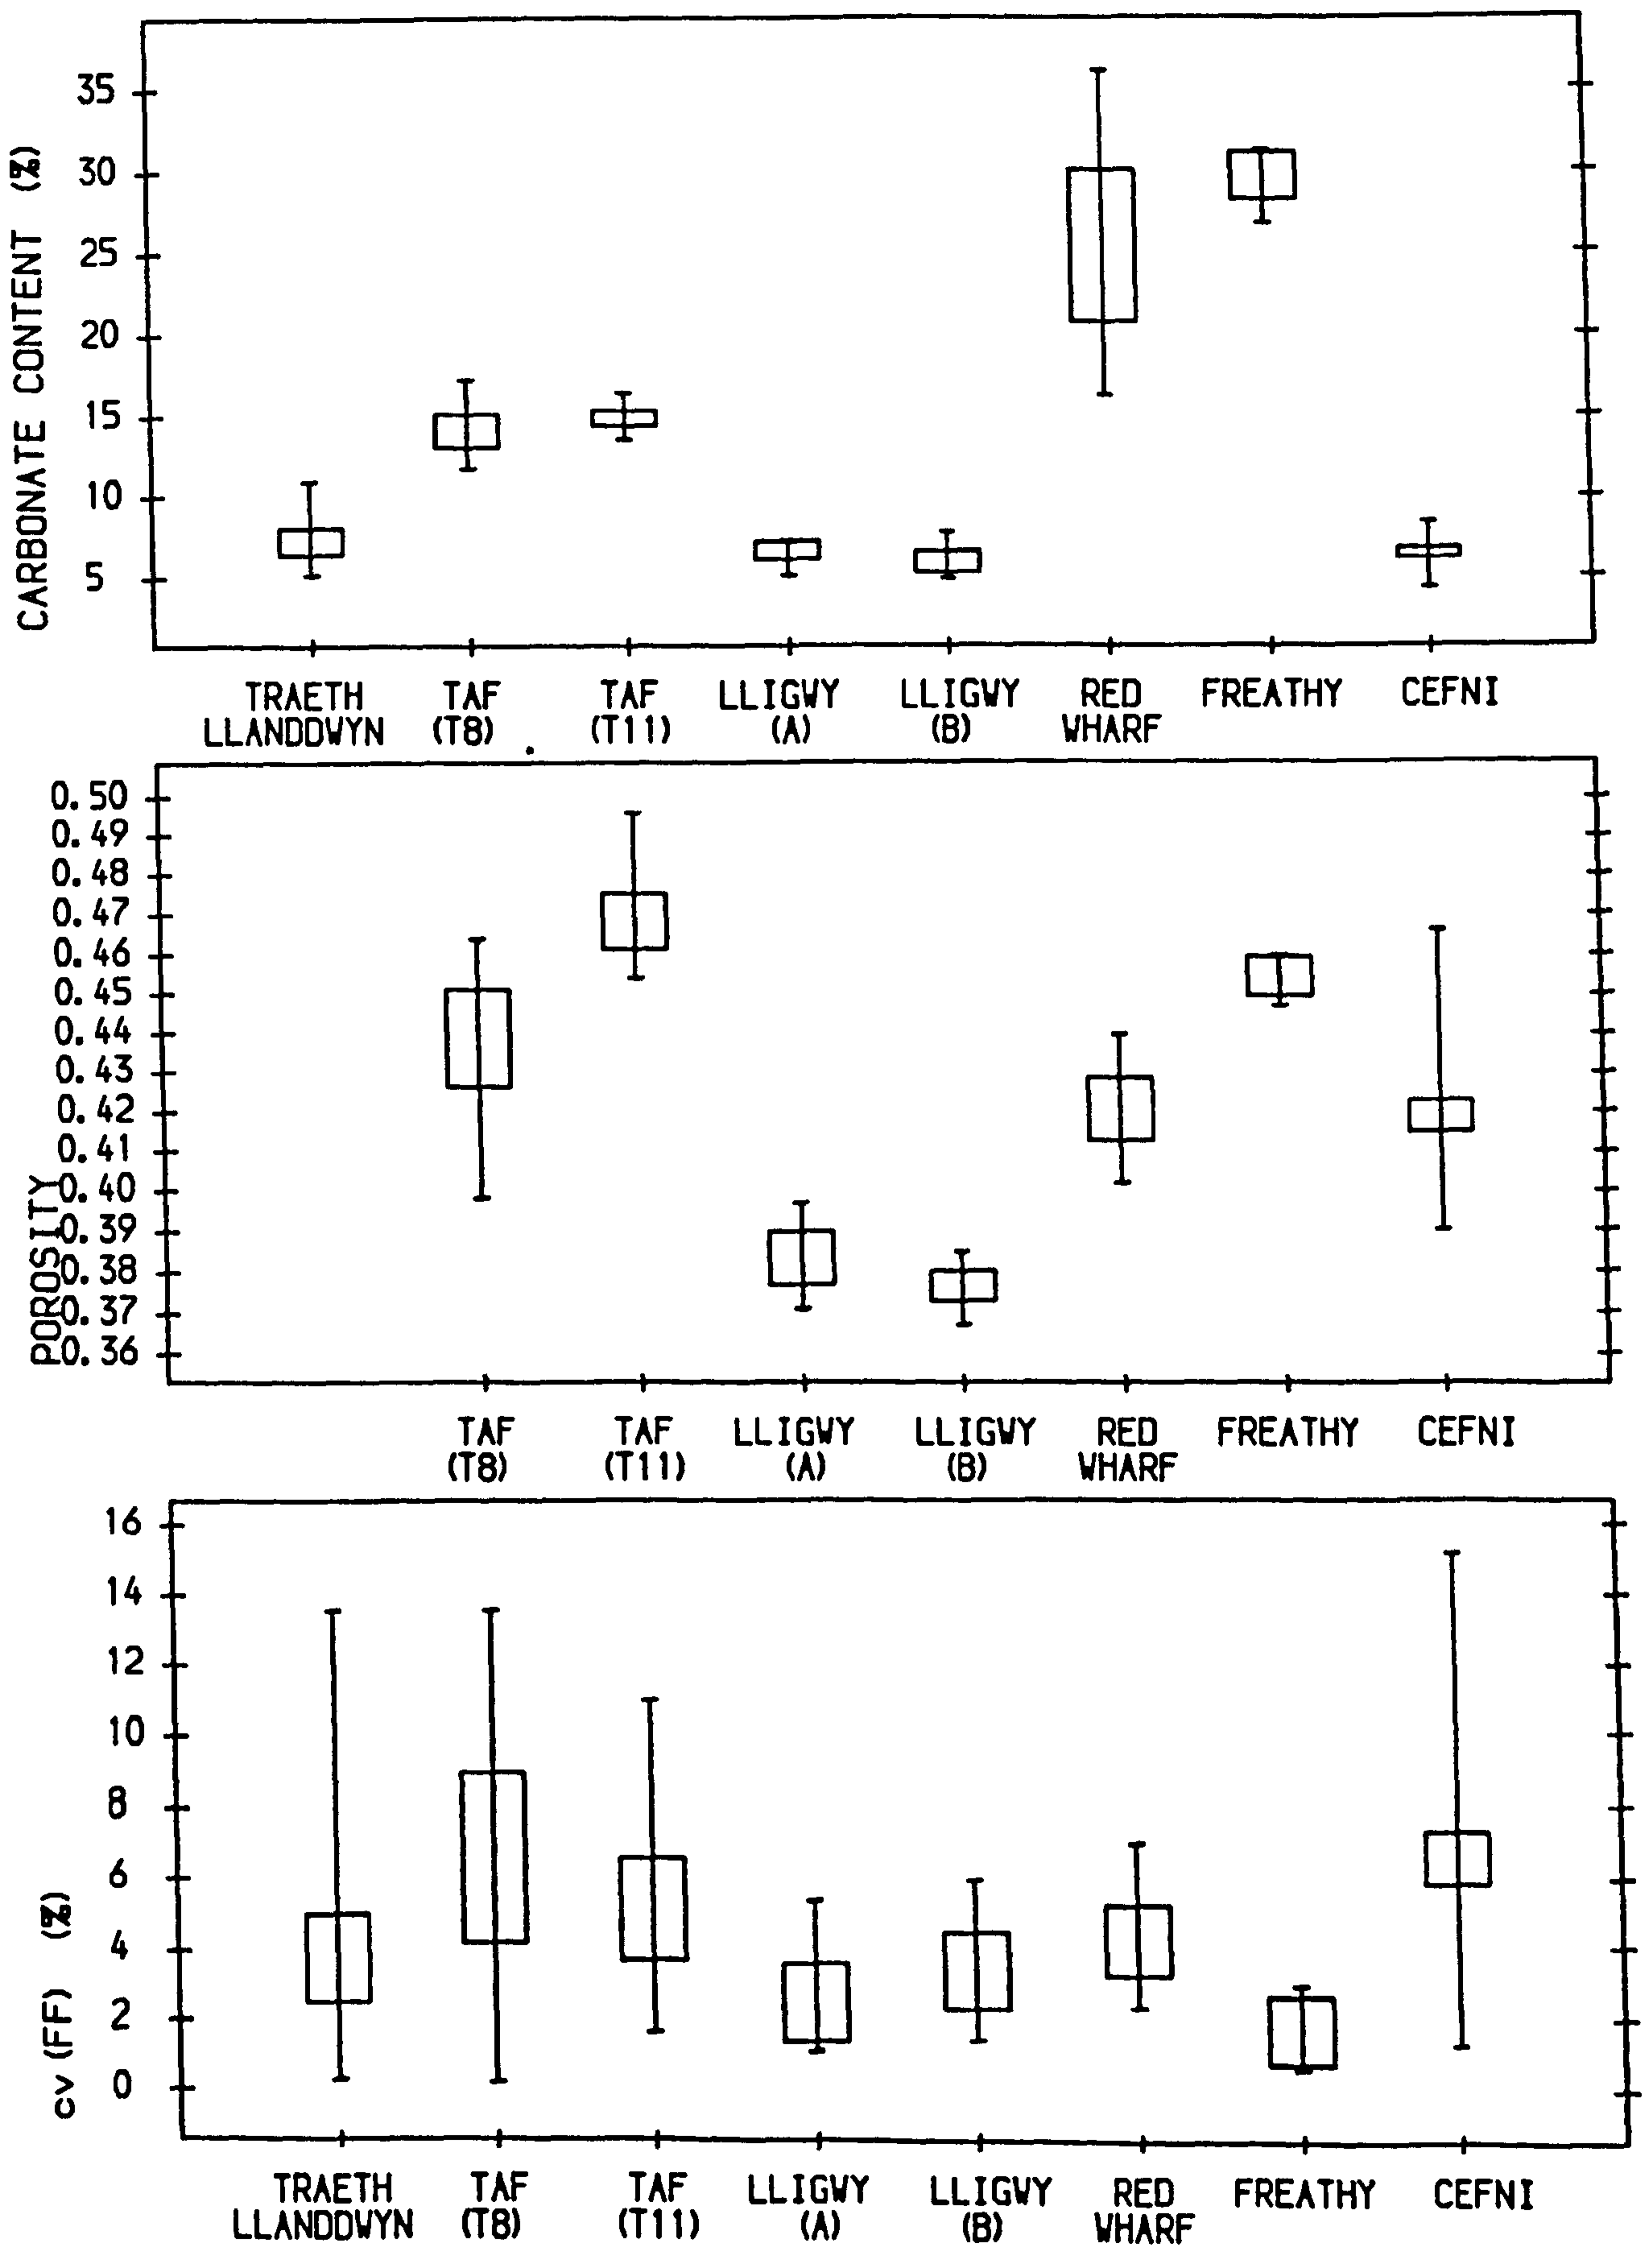 CARBONATE CONTENT (%)
35
30
25
20
15
10
5
TRAETH LLANDDWYN
TAF (T8)
TAF (T11)
LLIGWY (A)
LLIGWY (B)
RED WHARF
FREATHY
CEFNI
POROSITY
0.50
0.49
0.48
0.47
0.46
0.45
0.44
0.43
0.42
0.41
0.40
0.39
0.38
0.37
0.36
TAF (T8)
TAF (T11)
LLIGWY (A)
LLIGWY (B)
RED WHARF
FREATHY
CEFNI
cv (FF) (%)
16
14
12
10
8
6
4
2
0
TRAETH LLANDDWYN
TAF (T8)
TAF (T11)
LLIGWY (A)
LLIGWY (B)
RED WHARF
FREATHY
CEFNI